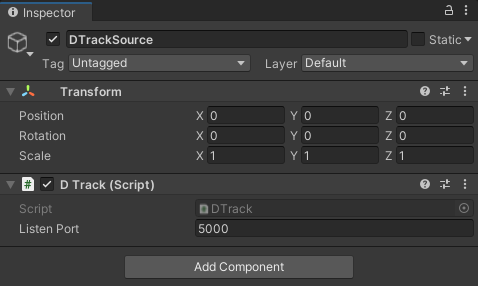 Inspector
DTrackSource
Static
Tag Untagged Layer Default
Transform
Position X 0 Y 0 Z 0
Rotation X 0 Y 0 Z 0
Scale X 1 Y 1 Z 1
# D Track (Script)
Script # DTrack
Listen Port 5000
Add Component